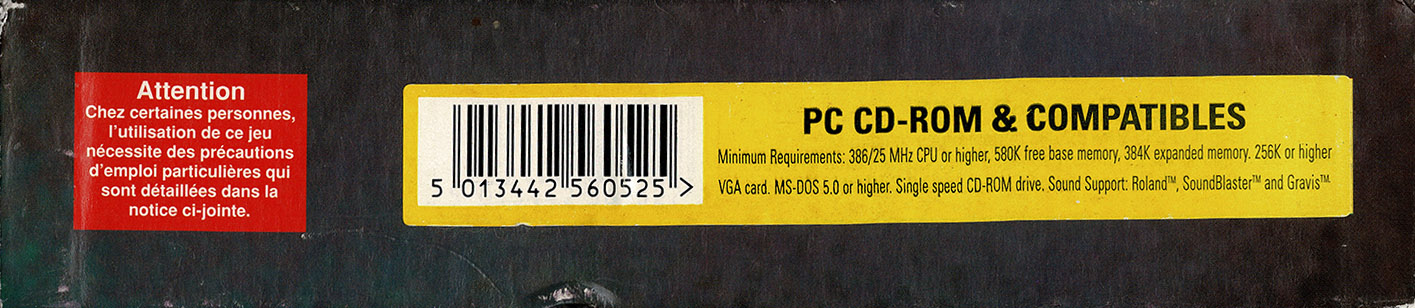 Attention
Chez certaines personnes,
l'utilisation de ce jeu
nécessite des précautions
d'emploi particulières qui
sont détaillées dans la
notice ci-jointe.
5 013442 560525 >
PC CD-ROM & COMPATIBLES
Minimum Requirements: 386/25 MHz CPU or higher, 580K free base memory, 384K expanded memory. 256K or higher
VGA card. MS-DOS 5.0 or higher. Single speed CD-ROM drive. Sound Support: Roland™, SoundBlaster™ and Gravis™.